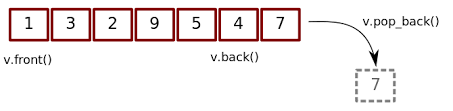 1 3 2 9 5 4 7
v.pop_back()
v.front()
v.back()
7